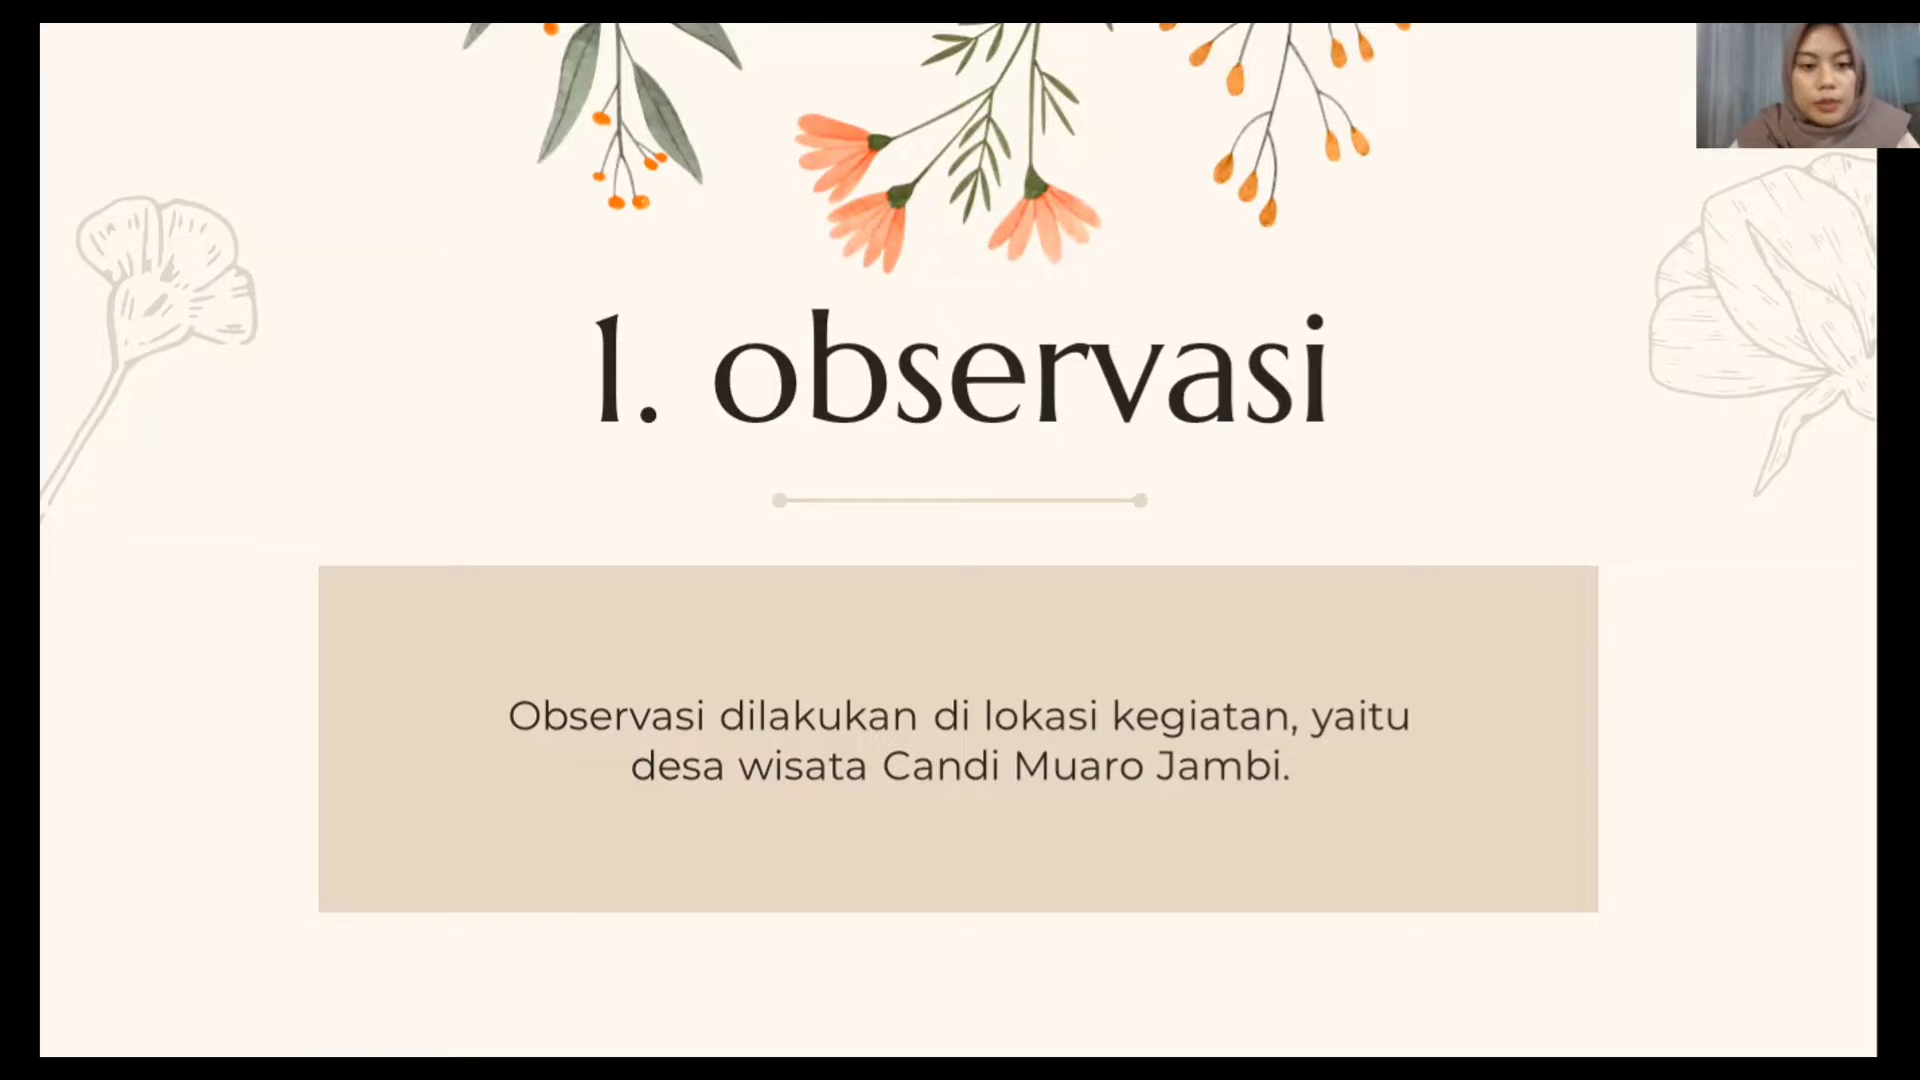 1. observasi
Observasi dilakukan di lokasi kegiatan, yaitu
desa wisata Candi Muaro Jambi.